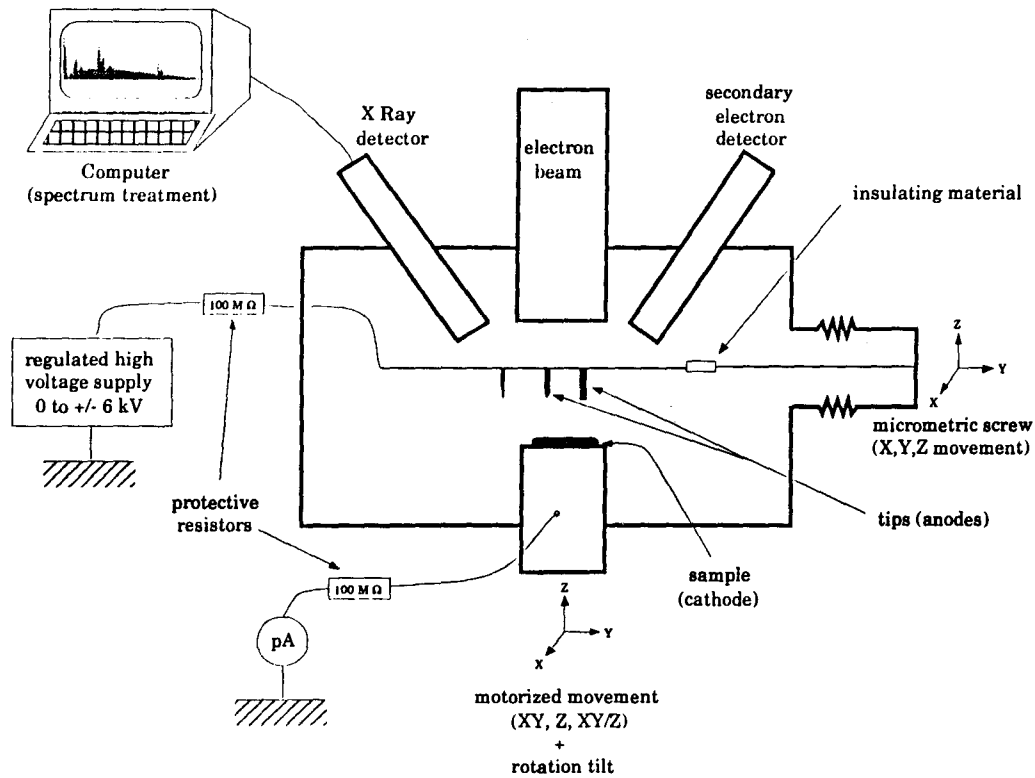 X Ray
detector
electron
beam
secondary
electron
detector
Computer
(spectrum treatment)
insulating material
100 M Ω
regulated high
voltage supply
0 to +/- 6 kV
Z
Y
X
micrometric screw
(X,Y,Z movement)
protective
resistors
tips (anodes)
sample
(cathode)
100 M Ω
pA
Z
Y
X
motorized movement
(XY, Z, XY/Z)
+
rotation tilt